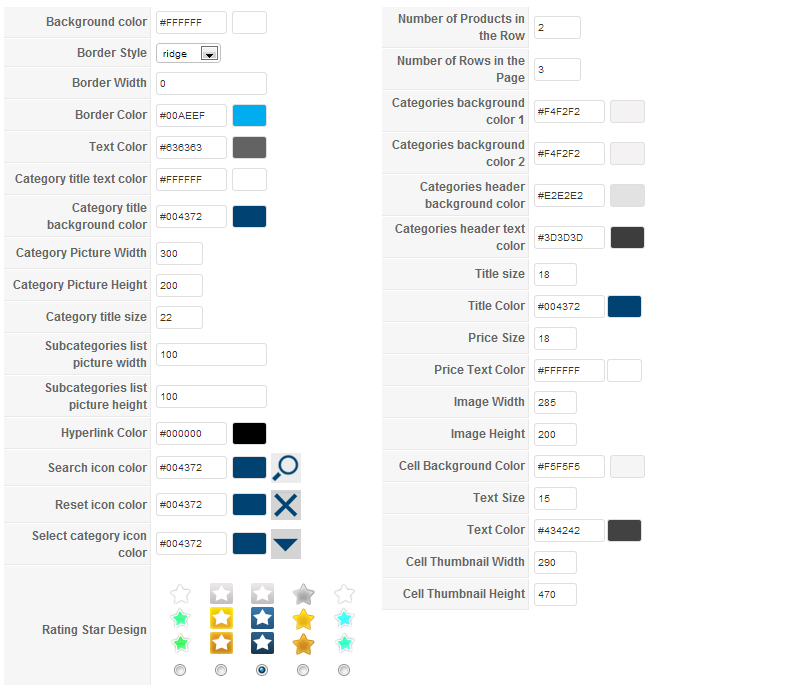 Background color #FFFFFF
Border Style ridge
Border Width 0
Border Color #00AEEF
Text Color #636363
Category title text color #FFFFFF
Category title
background color #004372
Category Picture Width 300
Category Picture Height 200
Category title size 22
Subcategories list
picture width 100
Subcategories list
picture height 100
Hyperlink Color #000000
Search icon color #004372
Reset icon color #004372
Select category icon
color #004372
Rating Star Design
Number of Products in
the Row 2
Number of Rows in the
Page 3
Categories background
color 1 #F4F2F2
Categories background
color 2 #F4F2F2
Categories header
background color #E2E2E2
Categories header text
color #3D3D3D
Title size 18
Title Color #004372
Price Size 18
Price Text Color #FFFFFF
Image Width 285
Image Height 200
Cell Background Color #F5F5F5
Text Size 15
Text Color #434242
Cell Thumbnail Width 290
Cell Thumbnail Height 470